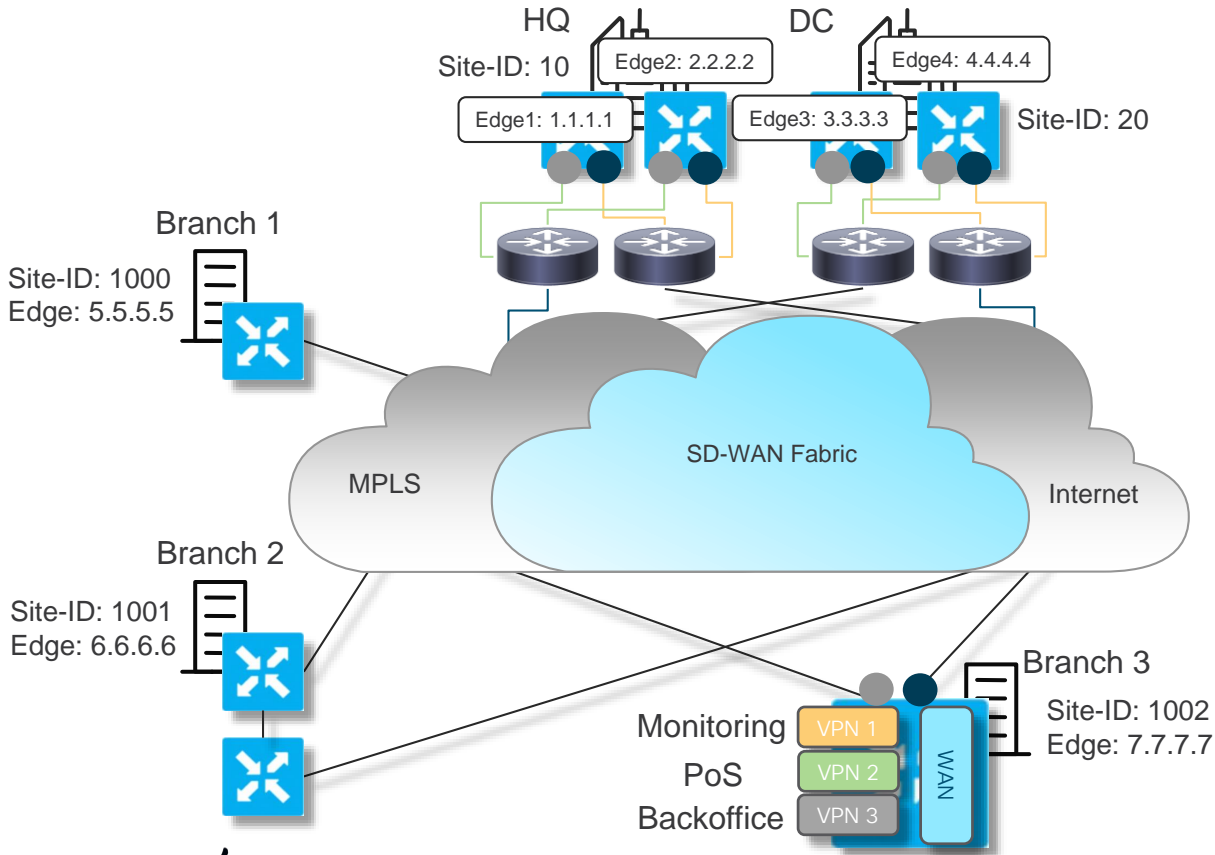 HQ
DC
Site-ID: 10
Edge2: 2.2.2.2
Edge4: 4.4.4.4
Edge1: 1.1.1.1
Edge3: 3.3.3.3
Site-ID: 20
Branch 1
Site-ID: 1000
Edge: 5.5.5.5
SD-WAN Fabric
MPLS
Internet
Branch 2
Site-ID: 1001
Edge: 6.6.6.6
Branch 3
Site-ID: 1002
Edge: 7.7.7.7
Monitoring
VPN 1
PoS
VPN 2
Backoffice
VPN 3
WAN